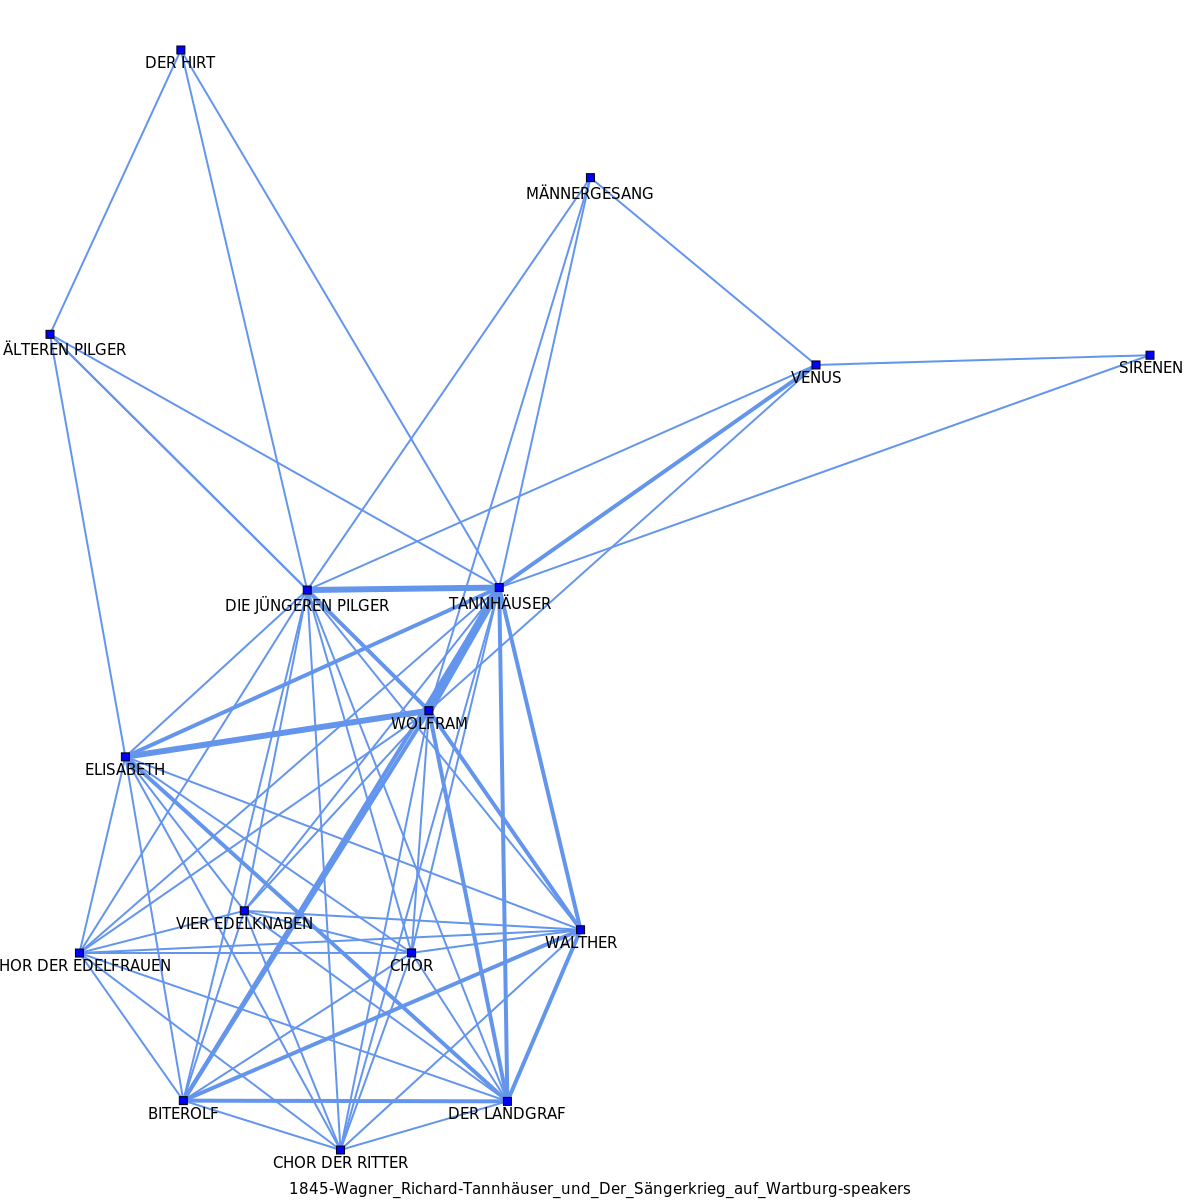 DER HIRT
MÄNNERGESANG
ÄLTEREN PILGER
SIRENEN
VENUS
DIE JÜNGEREN PILGER
TANNHÄUSER
WOLFRAM
ELISABETH
VIER EDELKNABEN
WALTHER
HOR DER EDELFRAUEN
CHOR
BITEROLF
DER LANDGRAF
CHOR DER RITTER
1845-Wagner_Richard-Tannhäuser_und_Der_Sängerkrieg_auf_Wartburg-speakers